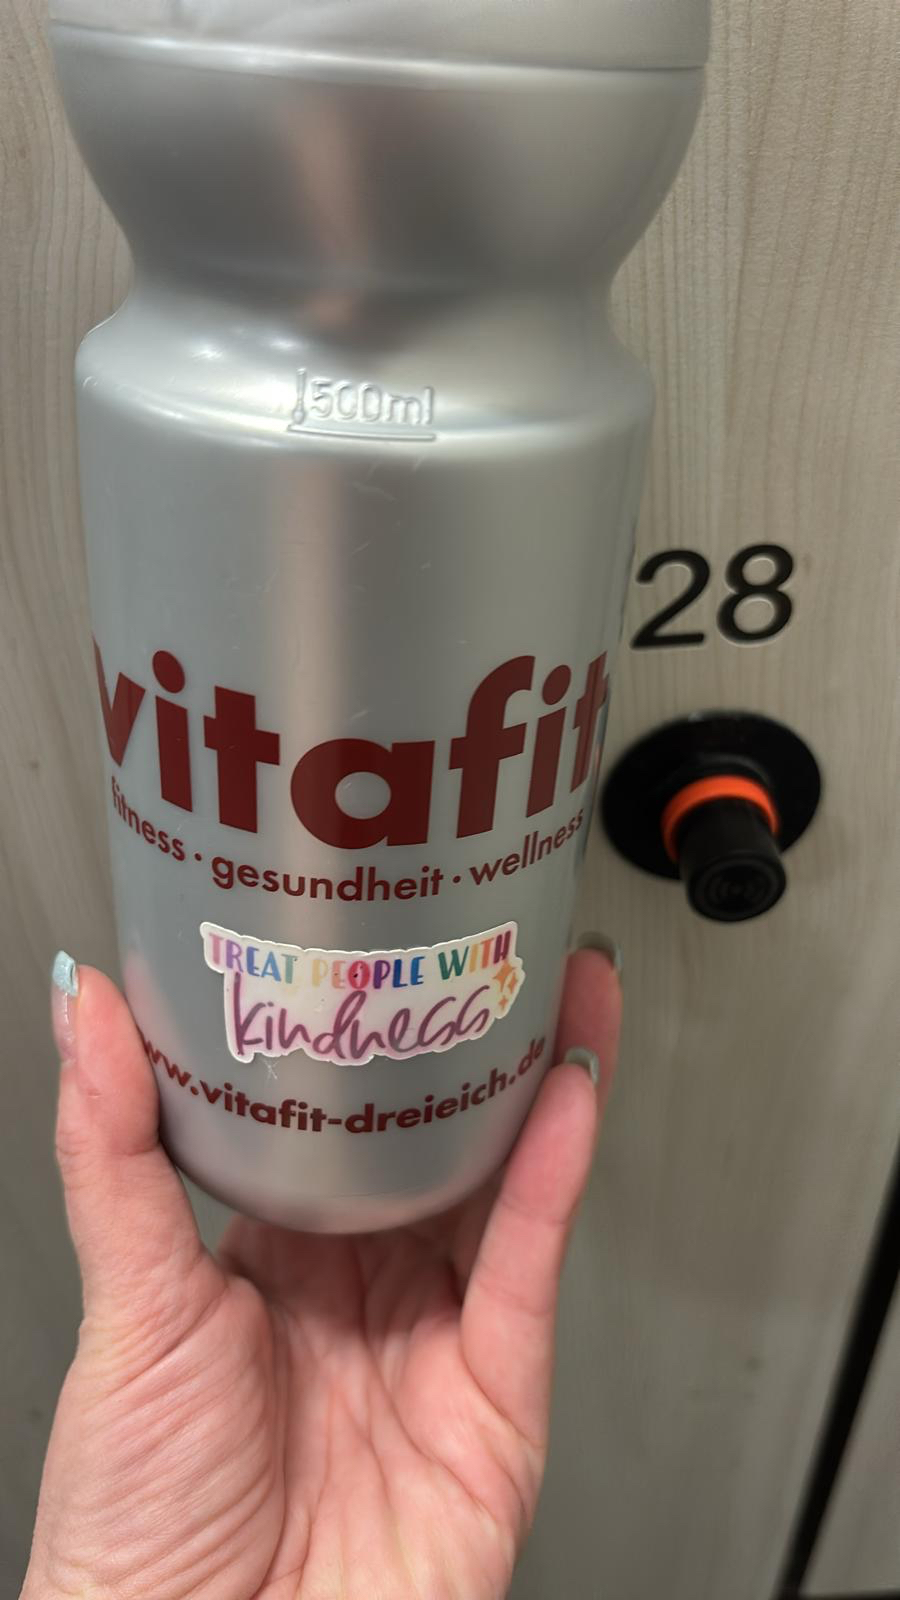 500ml
28
vitafit
fitness · gesundheit · wellness
TREAT PEOPLE WITH
kindness
www.vitafit-dreieich.de